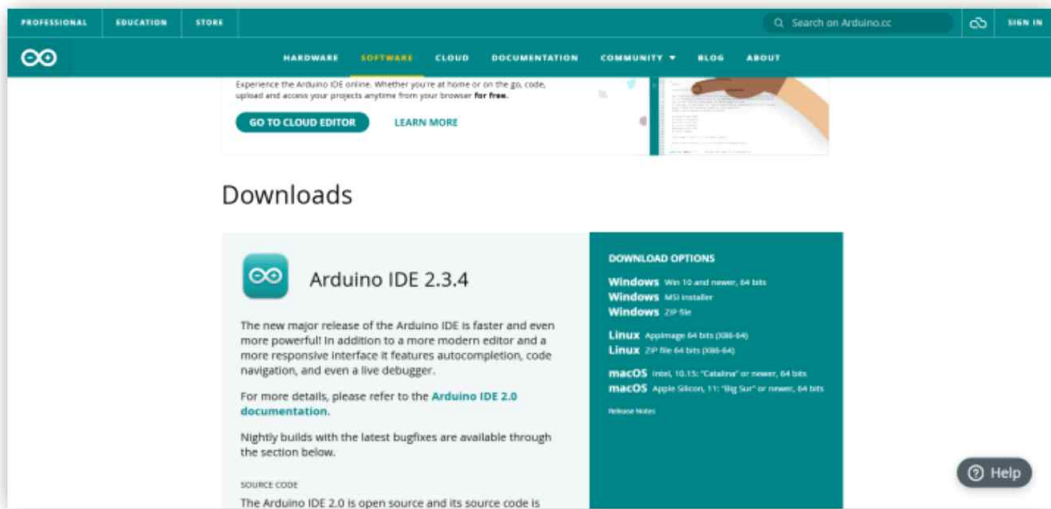 PROFESSIONAL EDUCATION STORE
Search on Arduino.cc
SIGN IN
HARDWARE SOFTWARE CLOUD DOCUMENTATION COMMUNITY BLOG ABOUT
Experience the Arduino IDE online. Whether you're at home or on the go, code,
upload and access your projects anytime from your browser for free.
GO TO CLOUD EDITOR LEARN MORE
Downloads
Arduino IDE 2.3.4
The new major release of the Arduino IDE is faster and even
more powerful! In addition to a more modern editor and a
more responsive interface it features autocompletion, code
navigation, and even a live debugger.
For more details, please refer to the Arduino IDE 2.0
documentation.
Nightly builds with the latest bugfixes are available through
the section below.
SOURCE CODE
The Arduino IDE 2.0 is open source and its source code is
DOWNLOAD OPTIONS
Windows Win 10 and newer, 64 bits
Windows MSI installer
Windows ZIP file
Linux AppImage 64 bits (X86-64)
Linux ZIP file 64 bits (X86-64)
macOS Intel, 10.15: "Catalina" or newer, 64 bits
macOS Apple Silicon, 11: "Big Sur" or newer, 64 bits
Release Notes
Help